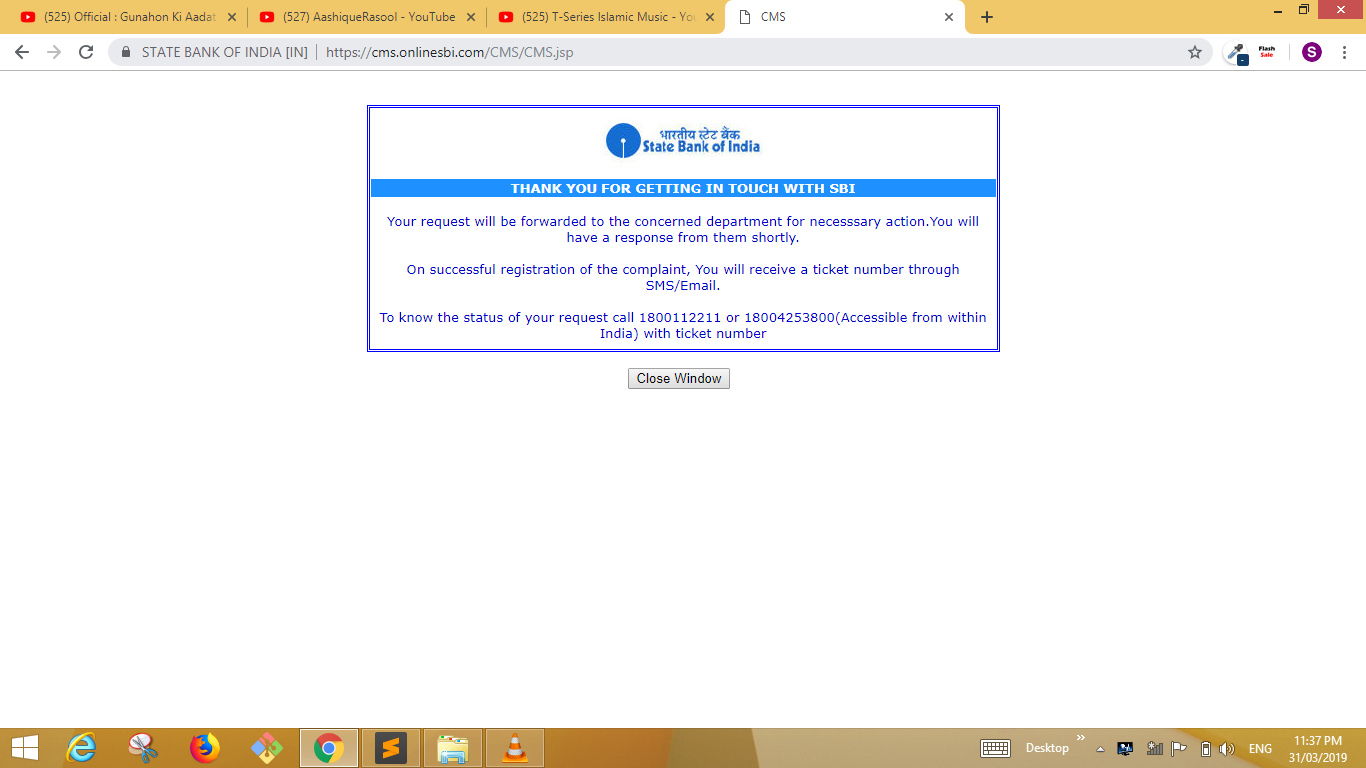 (525) Official : Gunahon Ki Aadat
(527) AashiqueRasool - YouTube
(525) T-Series Islamic Music - You
CMS
STATE BANK OF INDIA [IN] https://cms.onlinesbi.com/CMS/CMS.jsp
Flash
Sale
S
भारतीय स्टेट बैंक
State Bank of India
THANK YOU FOR GETTING IN TOUCH WITH SBI
Your request will be forwarded to the concerned department for necesssary action.You will
have a response from them shortly.
On successful registration of the complaint, You will receive a ticket number through
SMS/Email.
To know the status of your request call 1800112211 or 18004253800(Accessible from within
India) with ticket number
Close Window
Desktop
ENG
11:37 PM
31/03/2019